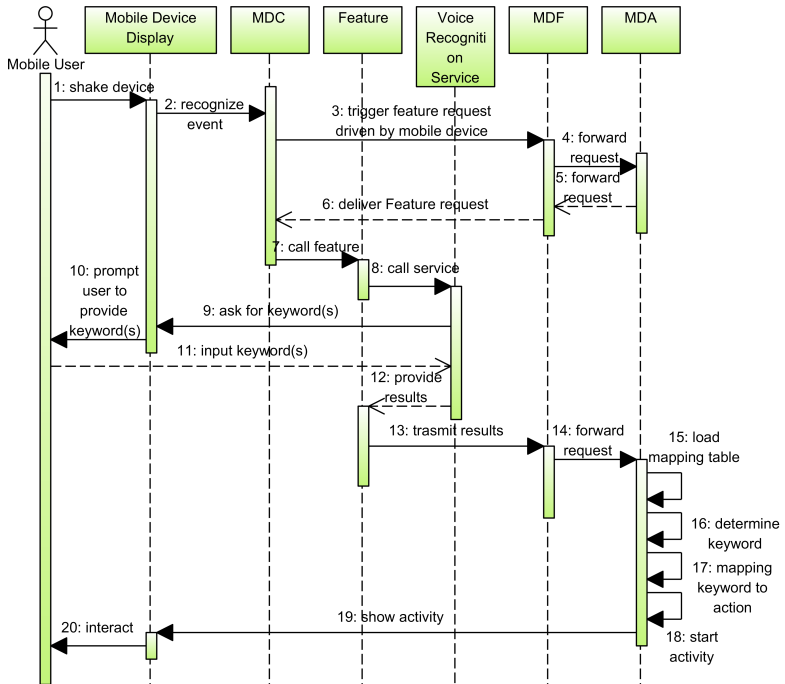 Mobile User
Mobile Device
Display
MDC
Feature
Voice
Recogniti
on
Service
MDF
MDA
1: shake device
2: recognize
event
3: trigger feature request
driven by mobile device
4: forward
request
5: forward
request
6: deliver Feature request
7: call feature
8: call service
9: ask for keyword(s)
10: prompt
user to
provide
keyword(s)
11: input keyword(s)
12: provide
results
13: trasmit results
14: forward
request
15: load
mapping table
16: determine
keyword
17: mapping
keyword to
action
18: start
activity
19: show activity
20: interact